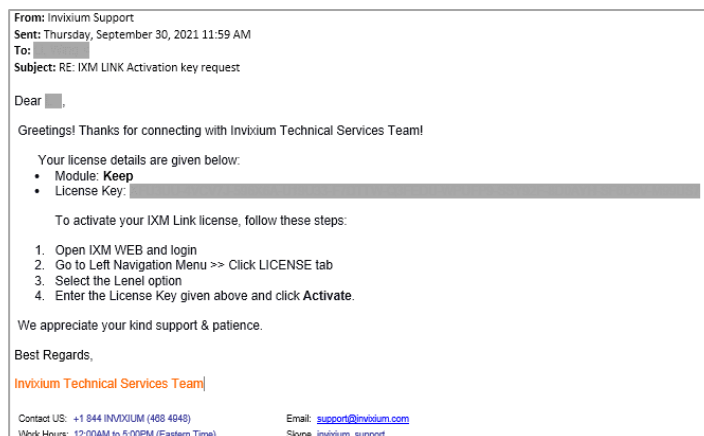 From: Invixium Support
Sent: Thursday, September 30, 2021 11:59 AM
To:
Subject: RE: IXM LINK Activation key request
Dear ,
Greetings! Thanks for connecting with Invixium Technical Services Team!
Your license details are given below:
• Module: Keep
• License Key:
To activate your IXM Link license, follow these steps:
1. Open IXM WEB and login
2. Go to Left Navigation Menu >> Click LICENSE tab
3. Select the Lenel option
4. Enter the License Key given above and click Activate.
We appreciate your kind support & patience.
Best Regards,
Invixium Technical Services Team
Contact US: +1 844 INVIXIUM (468 4948) Email: support@invixium.com
Work Hours: 12:00AM to 5:00PM (Eastern Time) Skype invixium_support